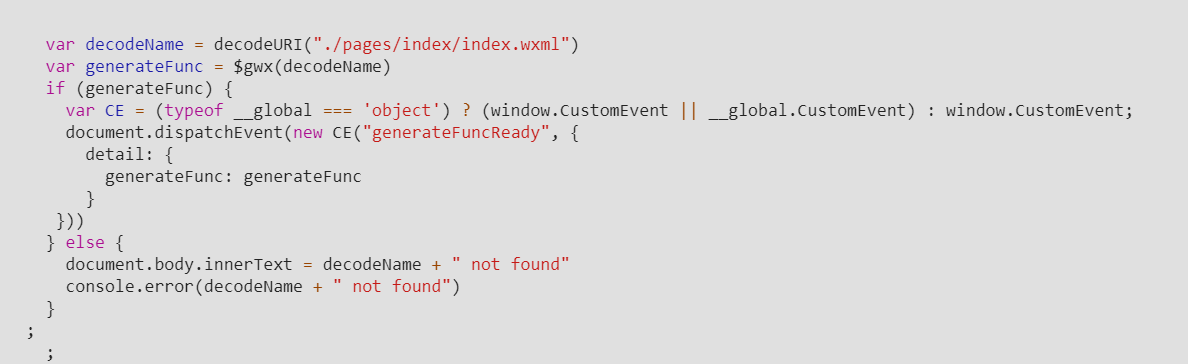 var decodeName = decodeURI("./pages/index/index.wxml")
var generateFunc = $gwx(decodeName)
if (generateFunc) {
var CE = (typeof __global === 'object') ? (window.CustomEvent || __global.CustomEvent) : window.CustomEvent;
document.dispatchEvent(new CE("generateFuncReady", {
detail: {
generateFunc: generateFunc
}
}))
} else {
document.body.innerText = decodeName + " not found"
console.error(decodeName + " not found")
}
;
;